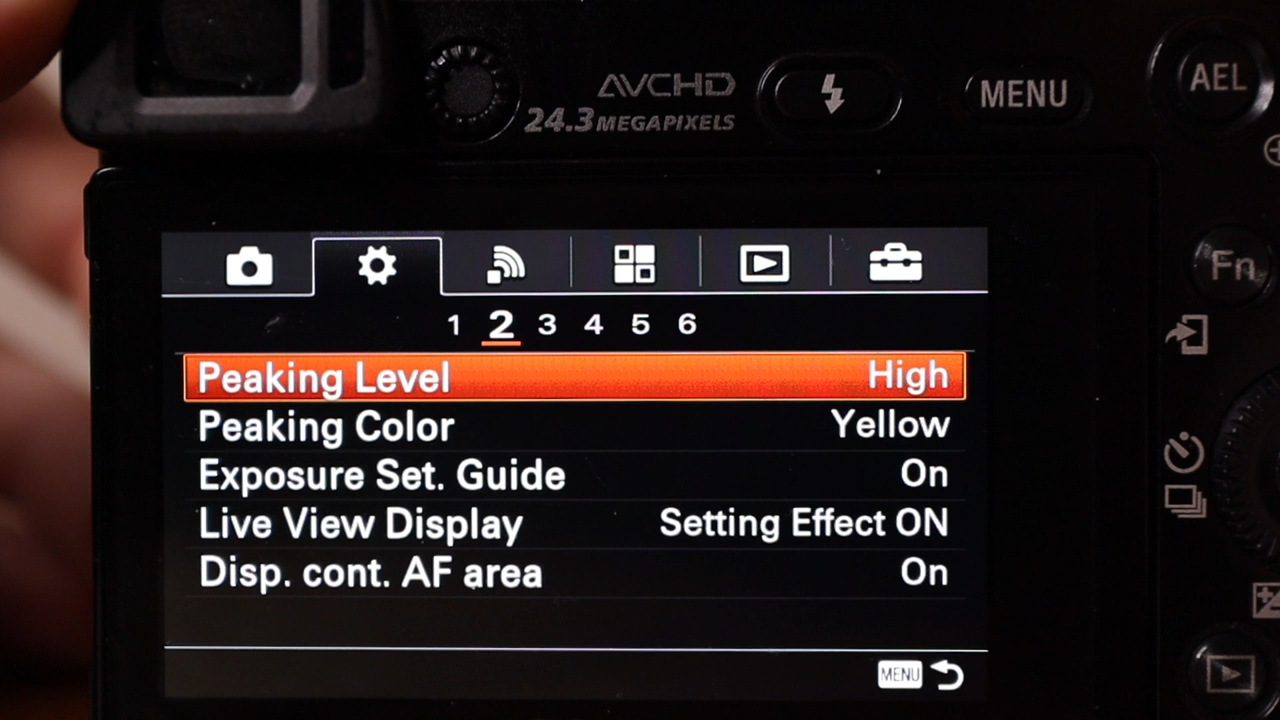 AVCHD
24.3 MEGAPIXELS
MENU
AEL
Fn
1 2 3 4 5 6
Peaking Level High
Peaking Color Yellow
Exposure Set. Guide On
Live View Display Setting Effect ON
Disp. cont. AF area On
MENU